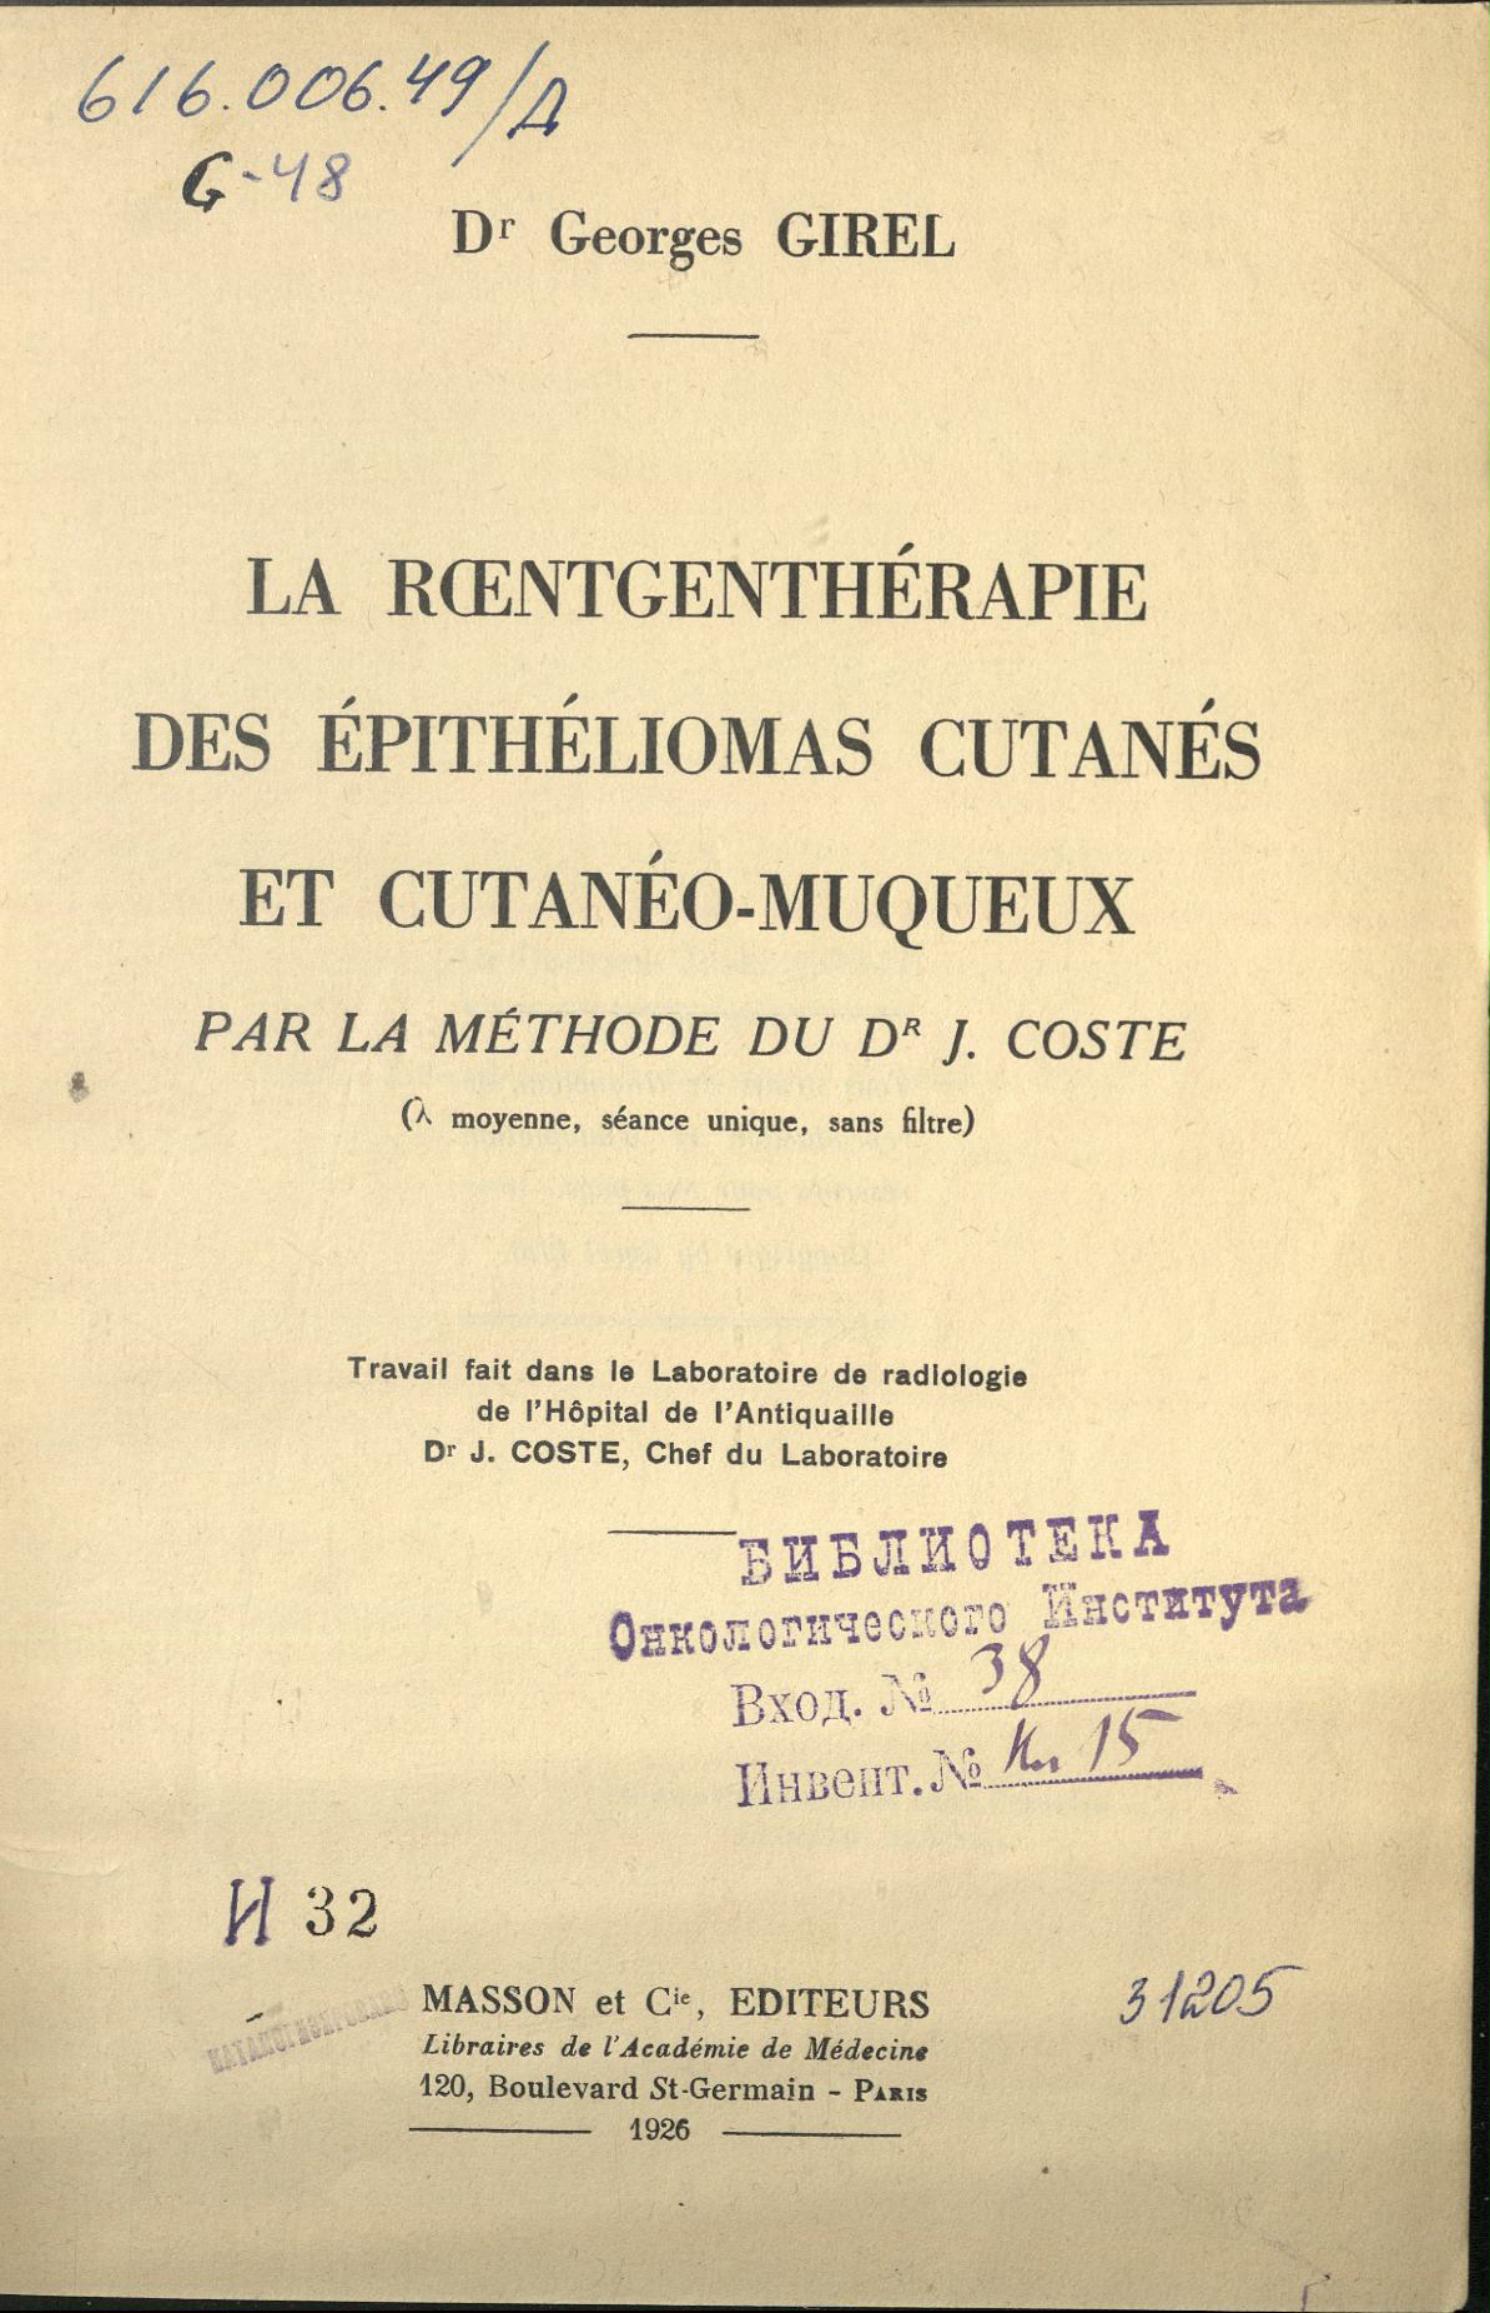 616.006.49/Д
G-48
Dr Georges GIREL
LA RŒNTGENTHÉRAPIE
DES ÉPITHÉLIOMAS CUTANÉS
ET CUTANÉO-MUQUEUX
PAR LA MÉTHODE DU DR J. COSTE
(λ moyenne, séance unique, sans filtre)
Travail fait dans le Laboratoire de radiologie
de l'Hôpital de l'Antiquaille
Dr J. COSTE, Chef du Laboratoire
БИБЛИОТЕКА
Онкологического Института
Вход. № 38
Инвент. № Ин 15
И 32
MASSON et Cie, EDITEURS
31205
Libraires de l'Académie de Médecine
120, Boulevard St-Germain - PARIS
1926